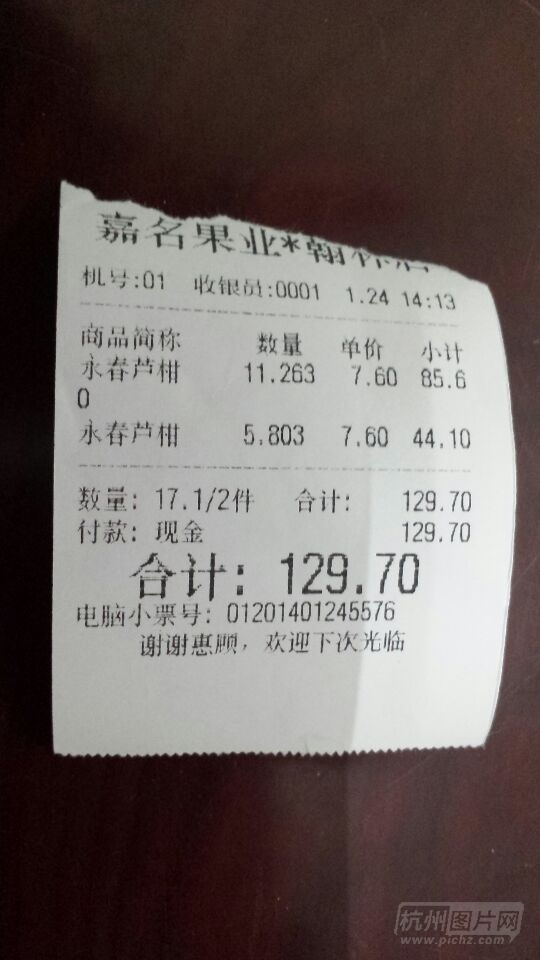 嘉名果业*翰林店
机号:01 收银员:0001 1.24 14:13
商品简称 数量 单价 小计
永春芦柑 11.263 7.60 85.6
0
永春芦柑 5.803 7.60 44.10
数量: 17.1/2件 合计: 129.70
付款: 现金 129.70
合计: 129.70
电脑小票号: 01201401245576
谢谢惠顾，欢迎下次光临
杭州图片网
www.pichz.com